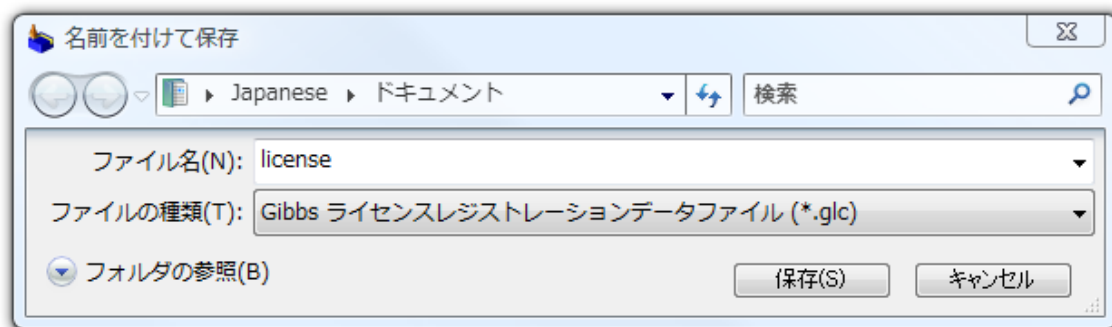 名前を付けて保存
Japanese ドキュメント 検索
ファイル名(N): license
ファイルの種類(T): Gibbs ライセンスレジストレーションデータファイル (*.glc)
フォルダの参照(B) 保存(S) キャンセル